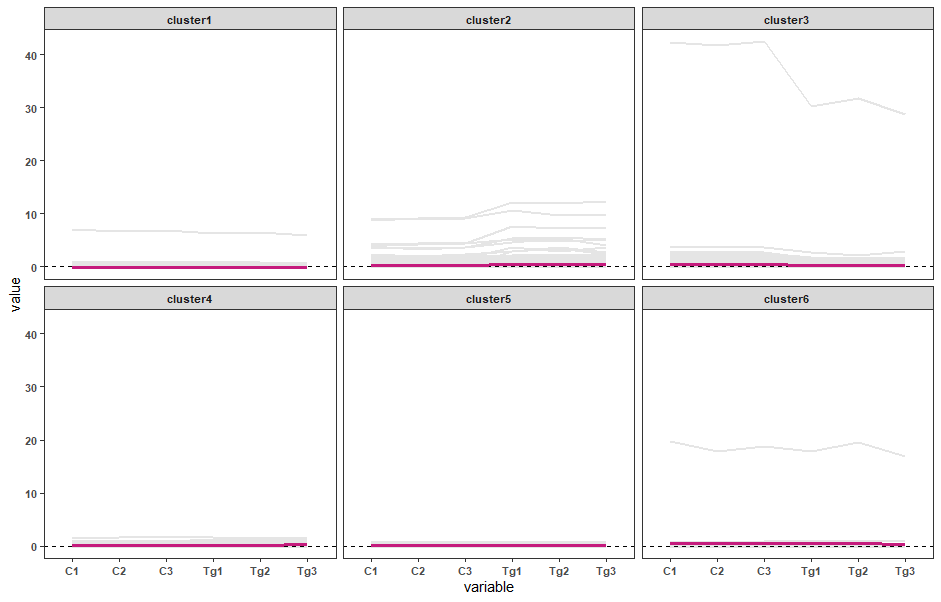 cluster1 cluster2 cluster3
40
30
20
10
0
value
cluster4 cluster5 cluster6
40
30
20
10
0
C1 C2 C3 Tg1 Tg2 Tg3 C1 C2 C3 Tg1 Tg2 Tg3 C1 C2 C3 Tg1 Tg2 Tg3
variable